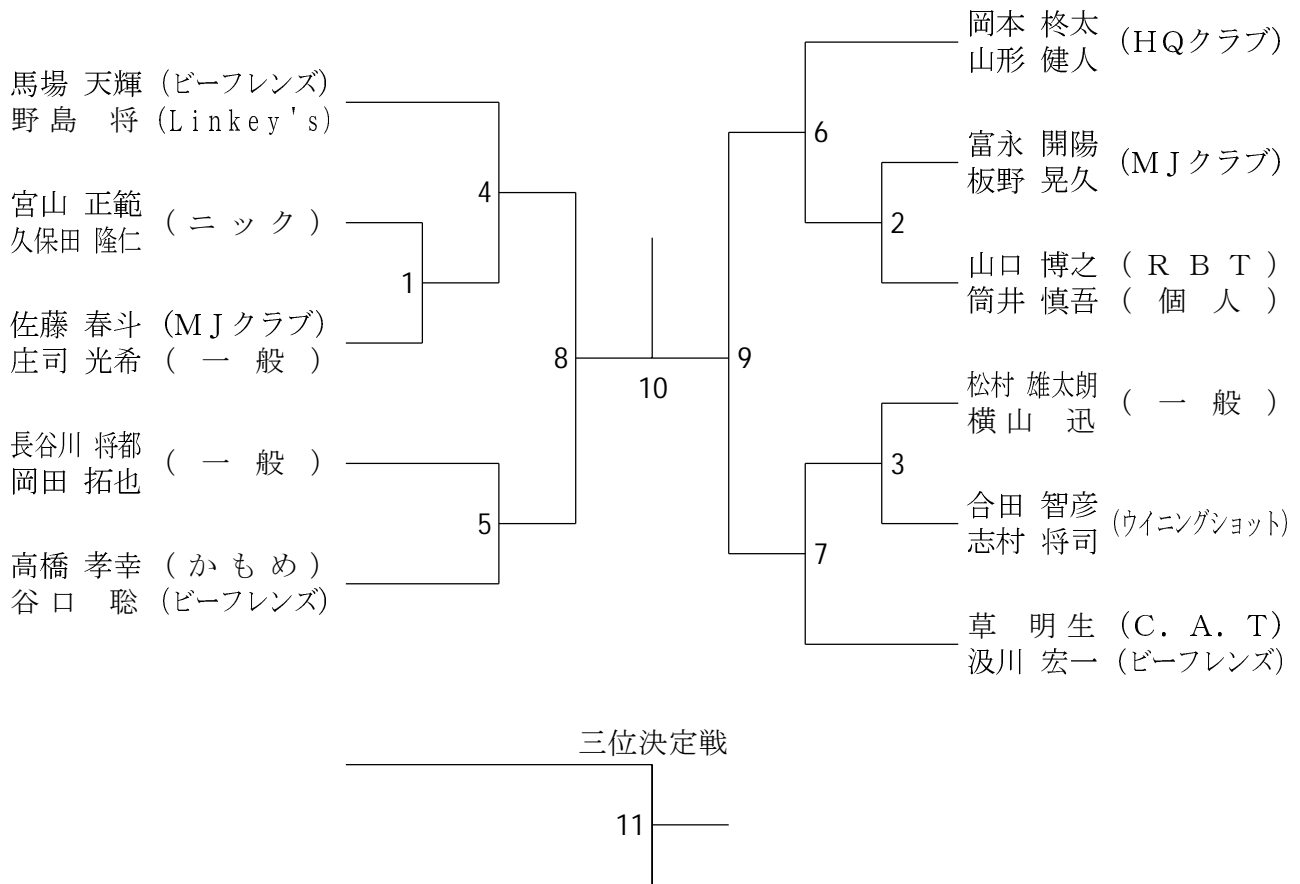 馬場 天輝 (ビーフレンズ)
野島 将 (Linkey's)
宮山 正範
久保田 隆仁
(ニック)
佐藤 春斗 (MJクラブ)
庄司 光希 (一般)
長谷川 将都
岡田 拓也
(一般)
高橋 孝幸 (かもめ)
谷口 聡 (ビーフレンズ)
1
4
5
8
10
岡本 柊太
山形 健人
(HQクラブ)
富永 開陽
板野 晃久
(MJクラブ)
山口 博之 (RBT)
筒井 慎吾 (個人)
松村 雄太朗
横山 迅
(一般)
合田 智彦
志村 将司
(ウイニングショット)
草 明生 (C.A.T)
汲川 宏一 (ビーフレンズ)
6
2
9
3
7
三位決定戦
11